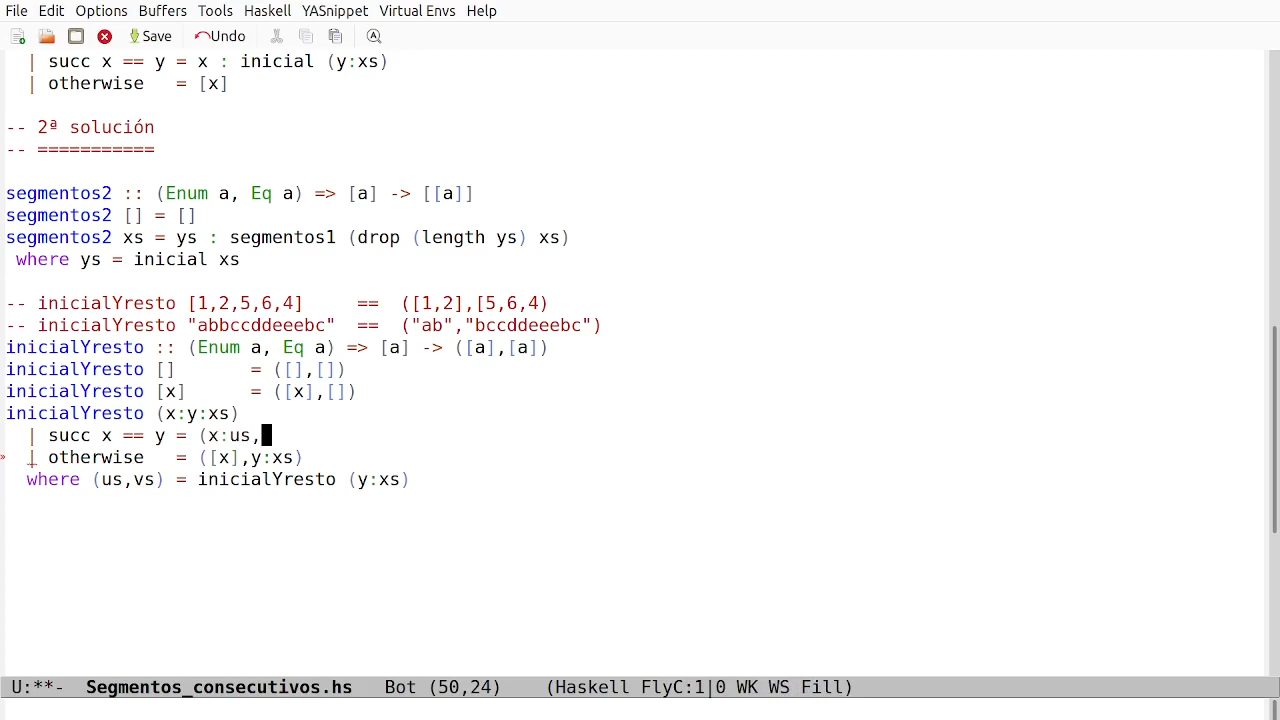 File Edit Options Buffers Tools Haskell YASnippet Virtual Envs Help
Save Undo
| succ x == y = x : inicial (y:xs)
| otherwise   = [x]
-- 2ª solución
-- ===========
segmentos2 :: (Enum a, Eq a) => [a] -> [[a]]
segmentos2 [] = []
segmentos2 xs = ys : segmentos1 (drop (length ys) xs)
 where ys = inicial xs
-- inicialYresto [1,2,5,6,4]     ==  ([1,2],[5,6,4)
-- inicialYresto "abbccddeeebc"  ==  ("ab","bccddeeebc")
inicialYresto :: (Enum a, Eq a) => [a] -> ([a],[a])
inicialYresto []       = ([],[])
inicialYresto [x]      = ([x],[])
inicialYresto (x:y:xs)
  | succ x == y = (x:us,
» | otherwise   = ([x],y:xs)
  where (us,vs) = inicialYresto (y:xs)
U:**-  Segmentos_consecutivos.hs   Bot (50,24)    (Haskell FlyC:1|0 WK WS Fill)